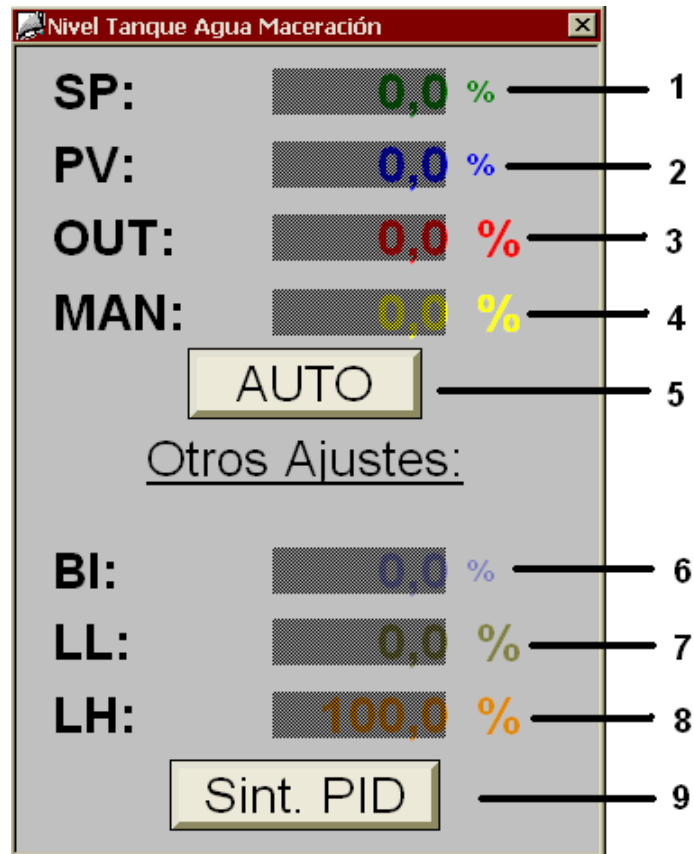 Nivel Tanque Agua Maceración
SP: 0,0 % 1
PV: 0,0 % 2
OUT: 0,0 % 3
MAN: 0,0 % 4
AUTO 5
Otros Ajustes:
BI: 0,0 % 6
LL: 0,0 % 7
LH: 100,0 % 8
Sint. PID 9